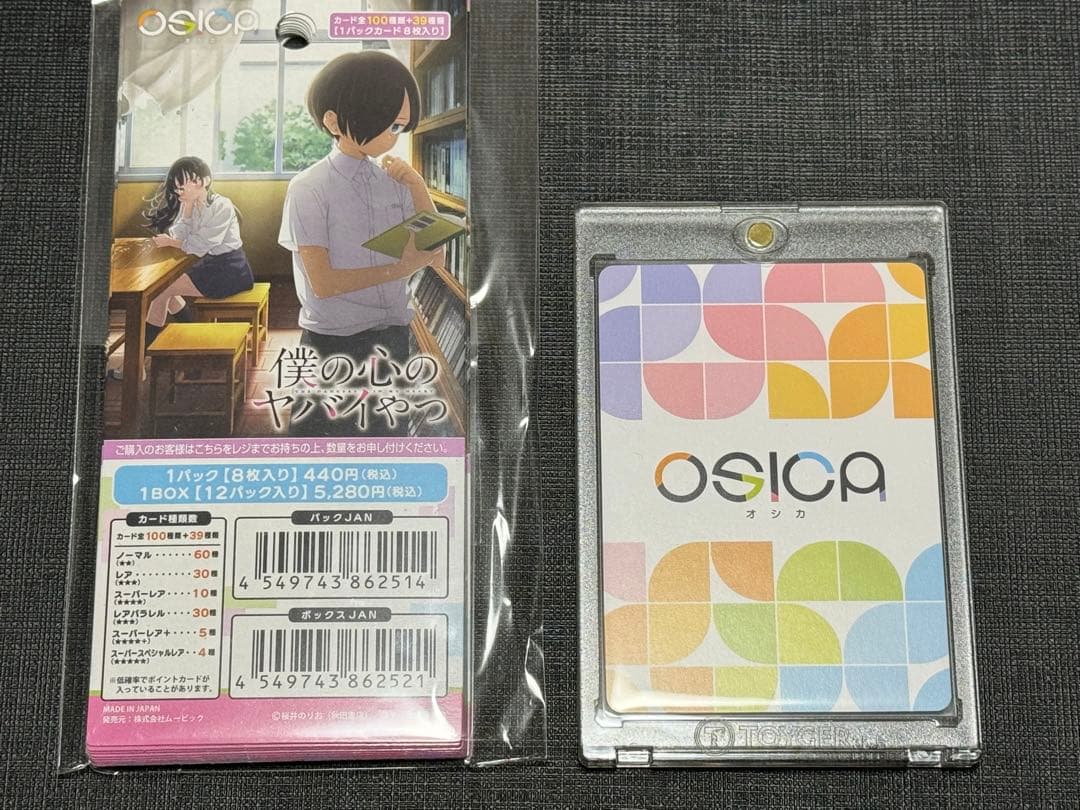 OSICA
オシカ
カード全100種類+39種類
【1パックカード8枚入り】
僕の心の
ヤバイやつ
ご購入のお客様はこちらをレジまでお持ちの上、数量をお申し付けください。
1パック【8枚入り】440円(税込)
1BOX【12パック入り】5,280円(税込)
カード種類数
カード全100種類+39種類
ノーマル・・・・・・60種
(★★)
レア・・・・・・・・・30種
(★★★)
スーパーレア・・・・10種
(★★★★)
レアパラレル・・・・30種
(★★★)
スーパーレア+・・・・5種
(★★★★+)
スーパースペシャルレア・・4種
(★★★★★)
※低確率でポイントカードが
入っていることがあります。
パックJAN
4 549743 862514
ボックスJAN
4 549743 862521
MADE IN JAPAN
発売元:株式会社ムービック
©桜井のりお(秋田書店)
OSICA
オシカ
TOYGER